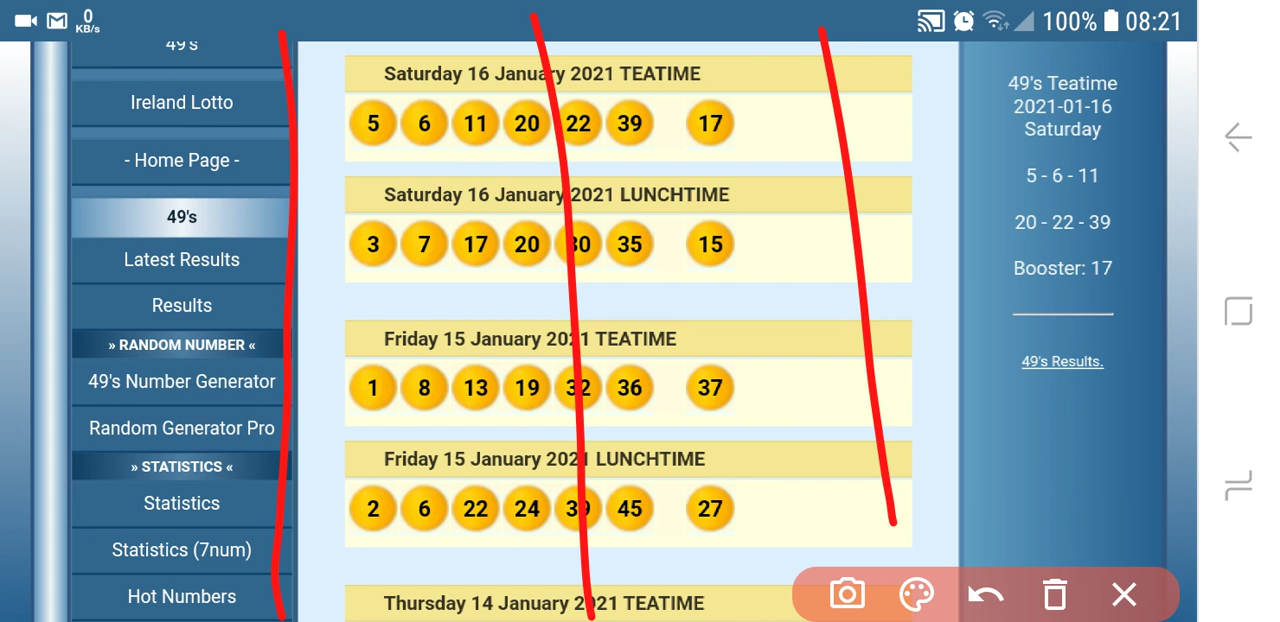 0
KB/s
100% 08:21
49's
Ireland Lotto
- Home Page -
49's
Latest Results
Results
» RANDOM NUMBER «
49's Number Generator
Random Generator Pro
» STATISTICS «
Statistics
Statistics (7num)
Hot Numbers
Saturday 16 January 2021 TEATIME
5 6 11 20 22 39 17
Saturday 16 January 2021 LUNCHTIME
3 7 17 20 30 35 15
Friday 15 January 2021 TEATIME
1 8 13 19 32 36 37
Friday 15 January 2021 LUNCHTIME
2 6 22 24 39 45 27
Thursday 14 January 2021 TEATIME
49's Teatime
2021-01-16
Saturday
5 - 6 - 11
20 - 22 - 39
Booster: 17
49's Results.